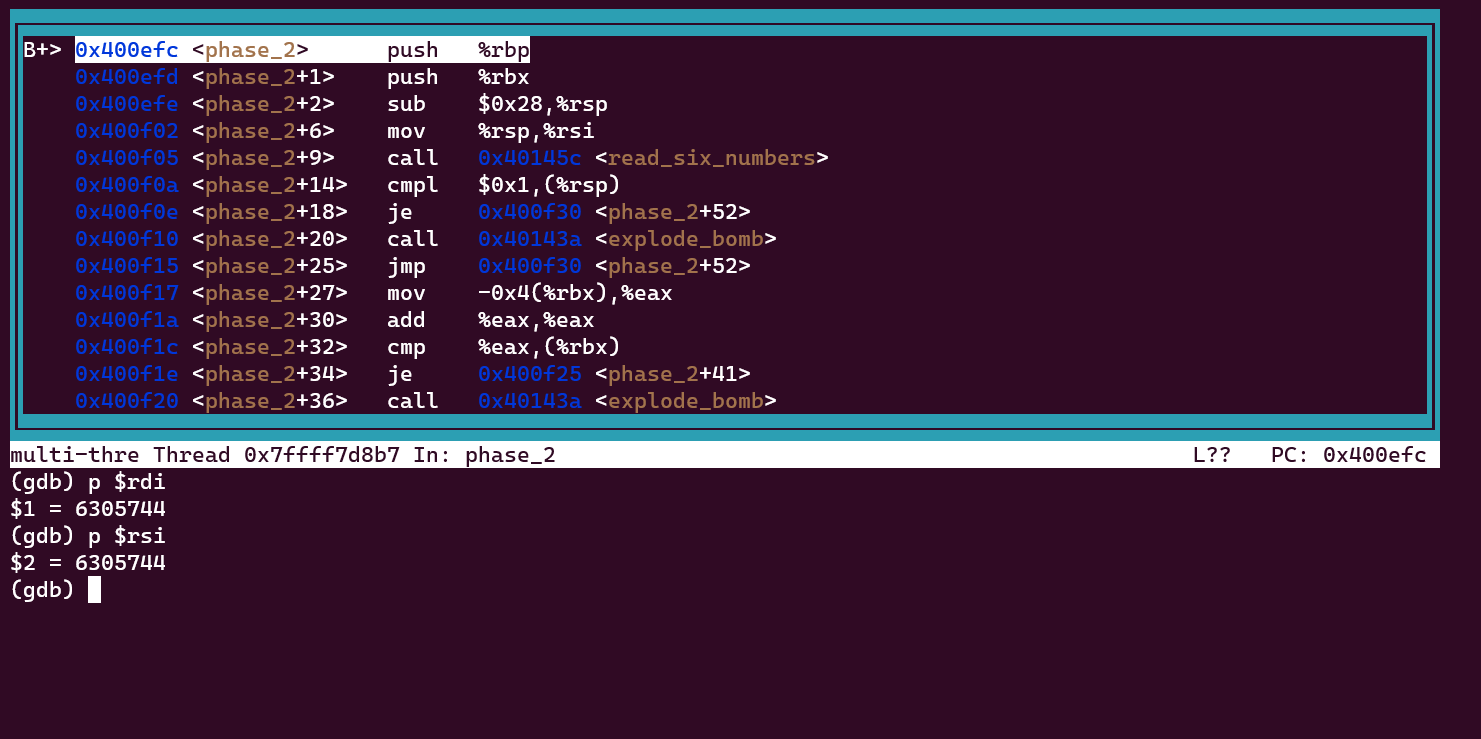 B+> 0x400efc <phase_2>      push   %rbp
    0x400efd <phase_2+1>    push   %rbx
    0x400efe <phase_2+2>    sub    $0x28,%rsp
    0x400f02 <phase_2+6>    mov    %rsp,%rsi
    0x400f05 <phase_2+9>    call   0x40145c <read_six_numbers>
    0x400f0a <phase_2+14>   cmpl   $0x1,(%rsp)
    0x400f0e <phase_2+18>   je     0x400f30 <phase_2+52>
    0x400f10 <phase_2+20>   call   0x40143a <explode_bomb>
    0x400f15 <phase_2+25>   jmp    0x400f30 <phase_2+52>
    0x400f17 <phase_2+27>   mov    -0x4(%rbx),%eax
    0x400f1a <phase_2+30>   add    %eax,%eax
    0x400f1c <phase_2+32>   cmp    %eax,(%rbx)
    0x400f1e <phase_2+34>   je     0x400f25 <phase_2+41>
    0x400f20 <phase_2+36>   call   0x40143a <explode_bomb>
multi-thre Thread 0x7ffff7d8b7 In: phase_2                                                 L??   PC: 0x400efc
(gdb) p $rdi
$1 = 6305744
(gdb) p $rsi
$2 = 6305744
(gdb)